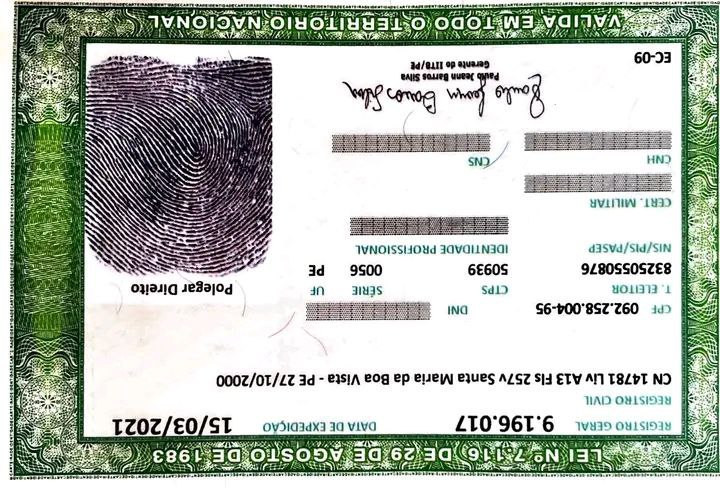 LEI Nº 7.116, DE 29 DE AGOSTO DE 1983
REGISTRO GERAL 9.196.017 DATA DE EXPEDIÇÃO 15/03/2021
REGISTRO CIVIL
CN 14781 Liv A13 Fls 257v Santa Maria da Boa Vista - PE 27/10/2000
CPF 092.258.004-95 DNI
T. ELEITOR CTPS SÉRIE UF Polegar Direito
83250550876 50939 0056 PE
NIS/PIS/PASEP IDENTIDADE PROFISSIONAL
CERT. MILITAR
CNH CNS
Paulo Jeann Barros Silva
Paulo Jeann Barros Silva
Gerente do IITB/PE
EC-09
VALIDA EM TODO O TERRITÓRIO NACIONAL